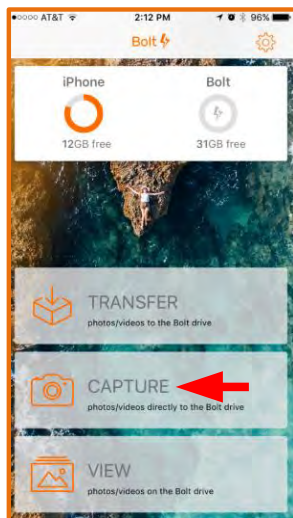 AT&T 2:12 PM 96%
Bolt
iPhone Bolt
12GB free 31GB free
TRANSFER
photos/videos to the Bolt drive
CAPTURE
photos/videos directly to the Bolt drive
VIEW
photos/videos on the Bolt drive